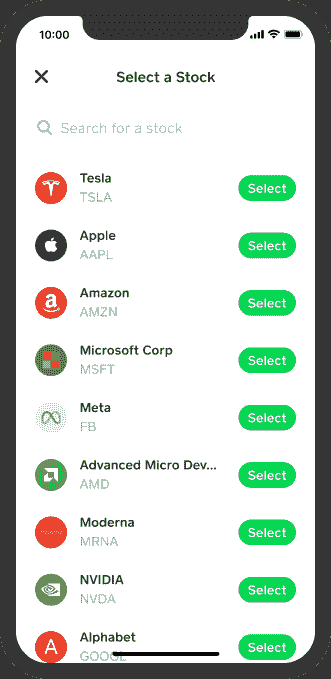 10:00
Select a Stock
Search for a stock
Tesla
TSLA
Select
Apple
AAPL
Select
Amazon
AMZN
Select
Microsoft Corp
MSFT
Select
Meta
FB
Select
Advanced Micro Dev...
AMD
Select
Moderna
MRNA
Select
NVIDIA
NVDA
Select
A
Alphabet
GOOGL
Select